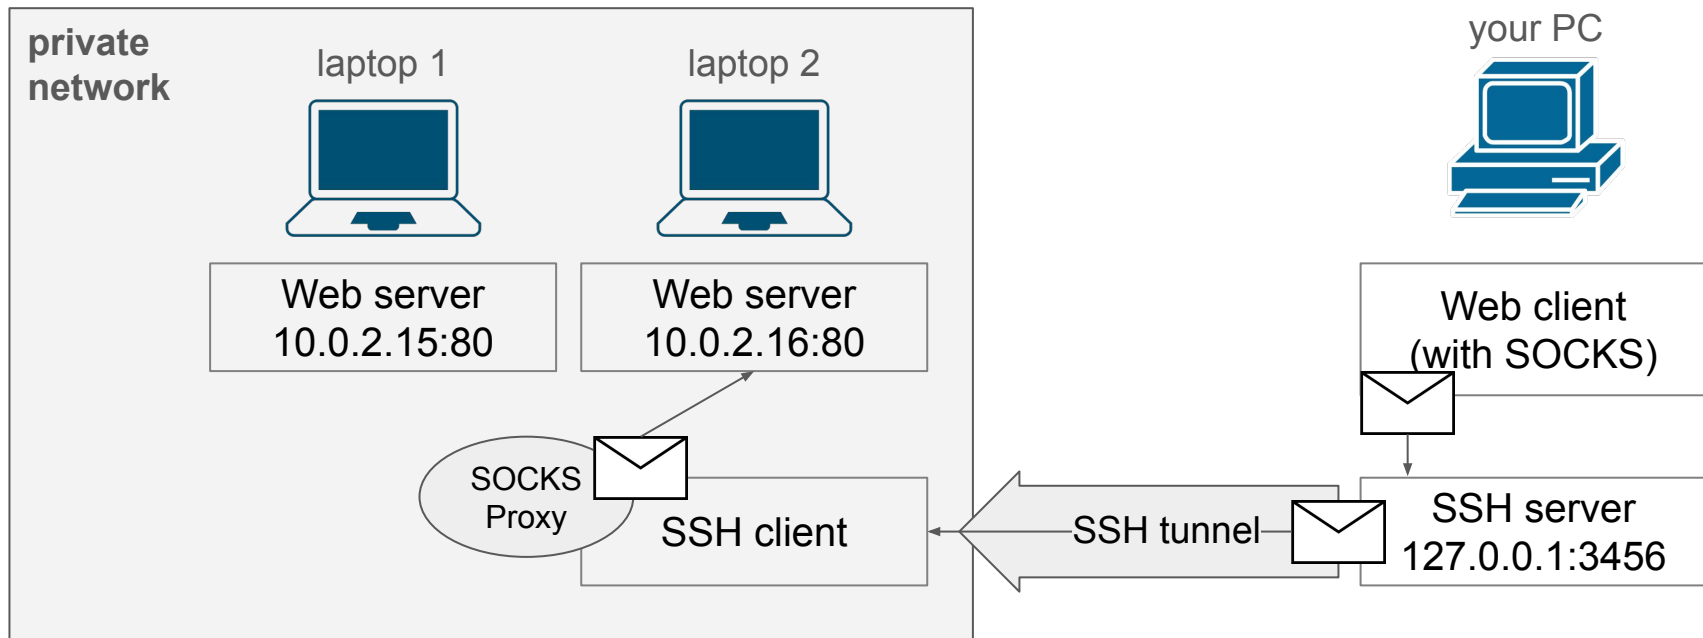 private
network
laptop 1
laptop 2
your PC
Web server
10.0.2.15:80
Web server
10.0.2.16:80
Web client
(with SOCKS)
SOCKS
Proxy
SSH client
SSH tunnel
SSH server
127.0.0.1:3456